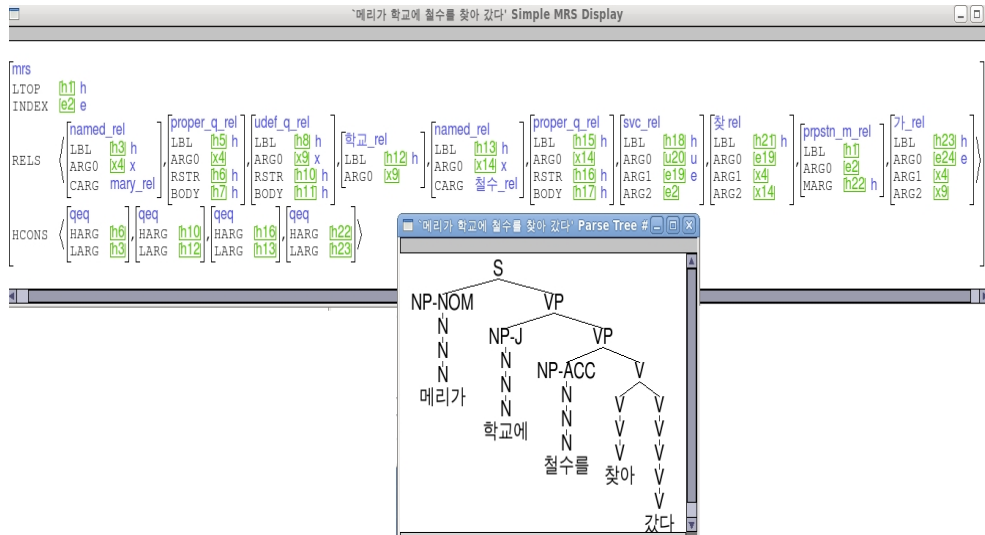 `메리가 학교에 철수를 찾아 갔다' Simple MRS Display
mrs
LTOP h1 h
INDEX e2 e
RELS
named_rel
LBL h3 h
ARG0 x4 x
CARG mary_rel
proper_q_rel
LBL h5 h
ARG0 x4
RSTR h6 h
BODY h7 h
udef_q_rel
LBL h8 h
ARG0 x9 x
RSTR h10 h
BODY h11 h
학교_rel
LBL h12 h
ARG0 x9
named_rel
LBL h13 h
ARG0 x14 x
CARG 철수_rel
proper_q_rel
LBL h15 h
ARG0 x14
RSTR h16 h
BODY h17 h
svc_rel
LBL h18 h
ARG0 u20 u
ARG1 e19 e
ARG2 e2
찾 rel
LBL h21 h
ARG0 e19
ARG1 x4
ARG2 x14
prpstn_m_rel
LBL h1
ARG0 e2
MARG h22 h
가_rel
LBL h23 h
ARG0 e24 e
ARG1 x4
ARG2 x9
HCONS
qeq
HARG h6
LARG h3
qeq
HARG h10
LARG h12
qeq
HARG h16
LARG h13
qeq
HARG h22
LARG h23
`메리가 학교에 철수를 찾아 갔다' Parse Tree #
S
NP-NOM VP
N NP-J VP
N N NP-ACC V
N N N V V
메리가 N N V V
학교에 N V V
철수를 찾아 V
V
갔다